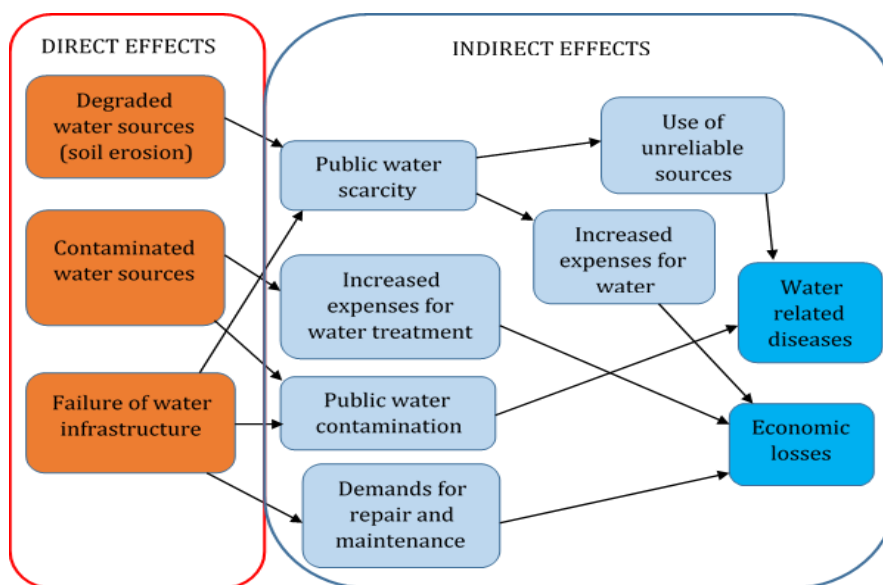 DIRECT EFFECTS
Degraded
water sources
(soil erosion)
Contaminated
water sources
Failure of water
infrastructure
INDIRECT EFFECTS
Public water
scarcity
Increased
expenses for
water treatment
Public water
contamination
Demands for
repair and
maintenance
Use of
unreliable
sources
Increased
expenses for
water
Water
related
diseases
Economic
losses